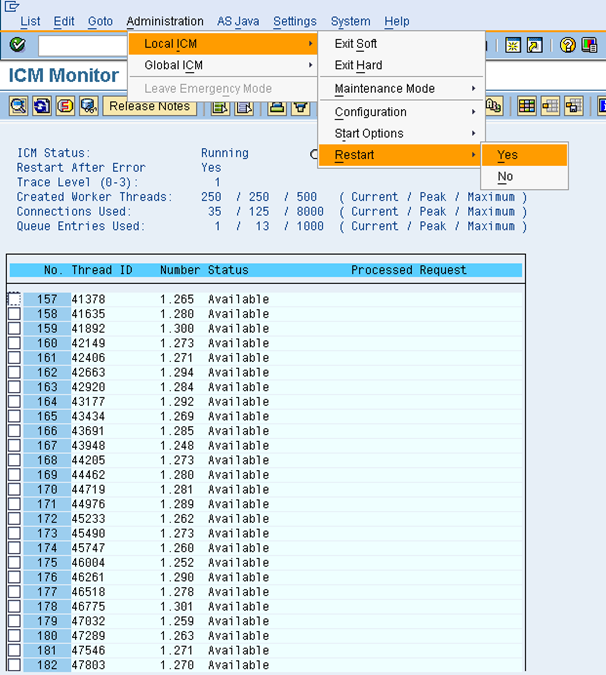 List Edit Goto Administration AS Java Settings System Help
Local ICM
Global ICM
Leave Emergency Mode
Exit Soft
Exit Hard
Maintenance Mode
Configuration
Start Options
Restart
Yes
No
ICM Monitor
Release Notes
ICM Status: Running
Restart After Error Yes
Trace Level (0-3): 1
Created Worker Threads: 250 / 250 / 500 ( Current / Peak / Maximum )
Connections Used: 35 / 125 / 8000 ( Current / Peak / Maximum )
Queue Entries Used: 1 / 13 / 1000 ( Current / Peak / Maximum )
No. Thread ID Number Status Processed Request
157 41378 1.265 Available
158 41635 1.280 Available
159 41892 1.300 Available
160 42149 1.273 Available
161 42406 1.271 Available
162 42663 1.294 Available
163 42920 1.284 Available
164 43177 1.292 Available
165 43434 1.269 Available
166 43691 1.285 Available
167 43948 1.248 Available
168 44205 1.273 Available
169 44462 1.280 Available
170 44719 1.281 Available
171 44976 1.289 Available
172 45233 1.262 Available
173 45490 1.273 Available
174 45747 1.260 Available
175 46004 1.252 Available
176 46261 1.290 Available
177 46518 1.278 Available
178 46775 1.301 Available
179 47032 1.259 Available
180 47289 1.263 Available
181 47546 1.271 Available
182 47803 1.270 Available